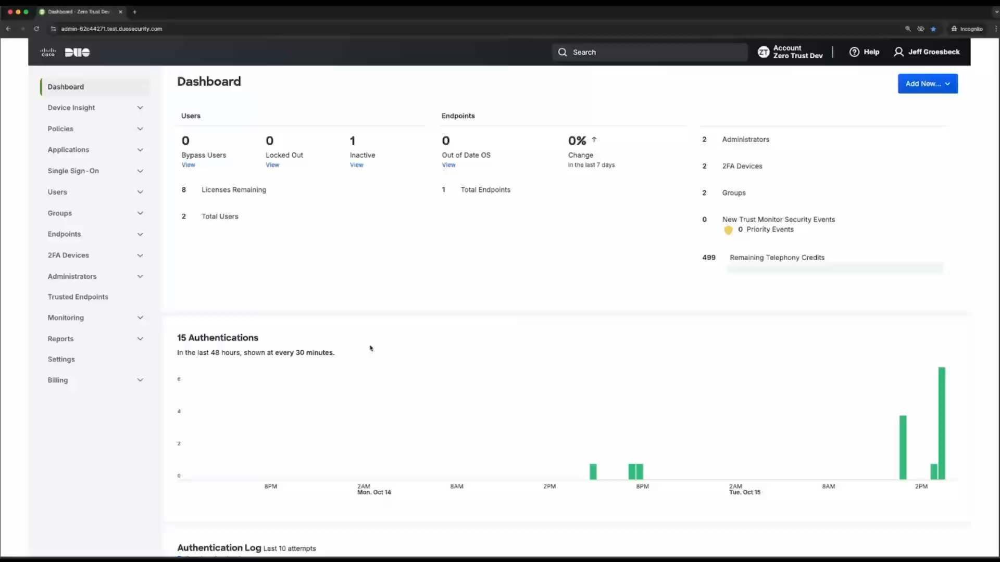 Dashboard - Zero Trust Dev
admin-62c44271.test.duosecurity.com
Incognito
CISCO DUO
Search
ZT
Account
Zero Trust Dev
Help
Jeff Groesbeck
Dashboard
Device Insight
Policies
Applications
Single Sign-On
Users
Groups
Endpoints
2FA Devices
Administrators
Trusted Endpoints
Monitoring
Reports
Settings
Billing
Dashboard
Add New...
Users
0
Bypass Users
View
0
Locked Out
View
1
Inactive
View
8 Licenses Remaining
2 Total Users
Endpoints
0
Out of Date OS
View
0% ↑
Change
in the last 7 days
1 Total Endpoints
2 Administrators
2 2FA Devices
2 Groups
0 New Trust Monitor Security Events
0 Priority Events
499 Remaining Telephony Credits
15 Authentications
In the last 48 hours, shown at every 30 minutes.
6
4
2
0
8PM 2AM 8AM 2PM 8PM 2AM 8AM 2PM
Mon. Oct 14 Tue. Oct 15
Authentication Log Last 10 attempts